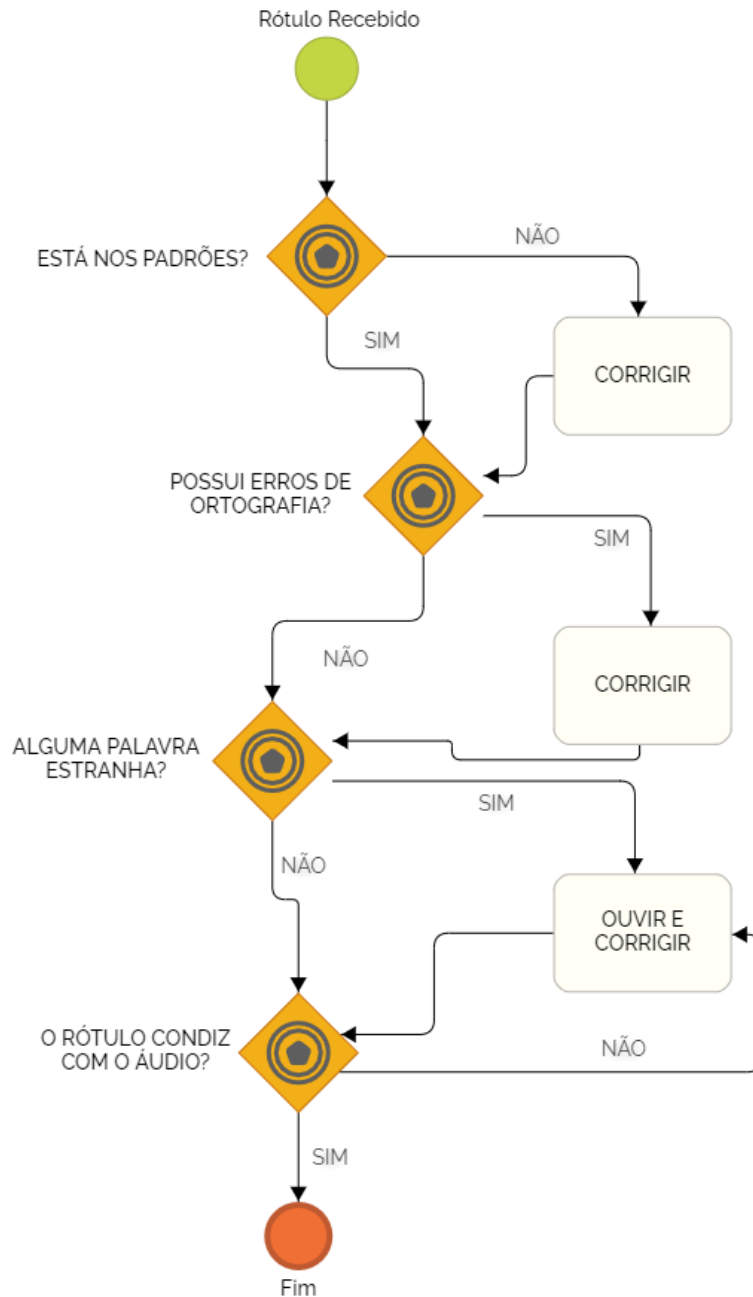 Rótulo Recebido
NÃO
ESTÁ NOS PADRÕES?
SIM
CORRIGIR
POSSUI ERROS DE
ORTOGRAFIA?
SIM
NÃO
CORRIGIR
ALGUMA PALAVRA
ESTRANHA?
SIM
NÃO
OUVIR E
CORRIGIR
O RÓTULO CONDIZ
COM O ÁUDIO?
NÃO
SIM
Fim